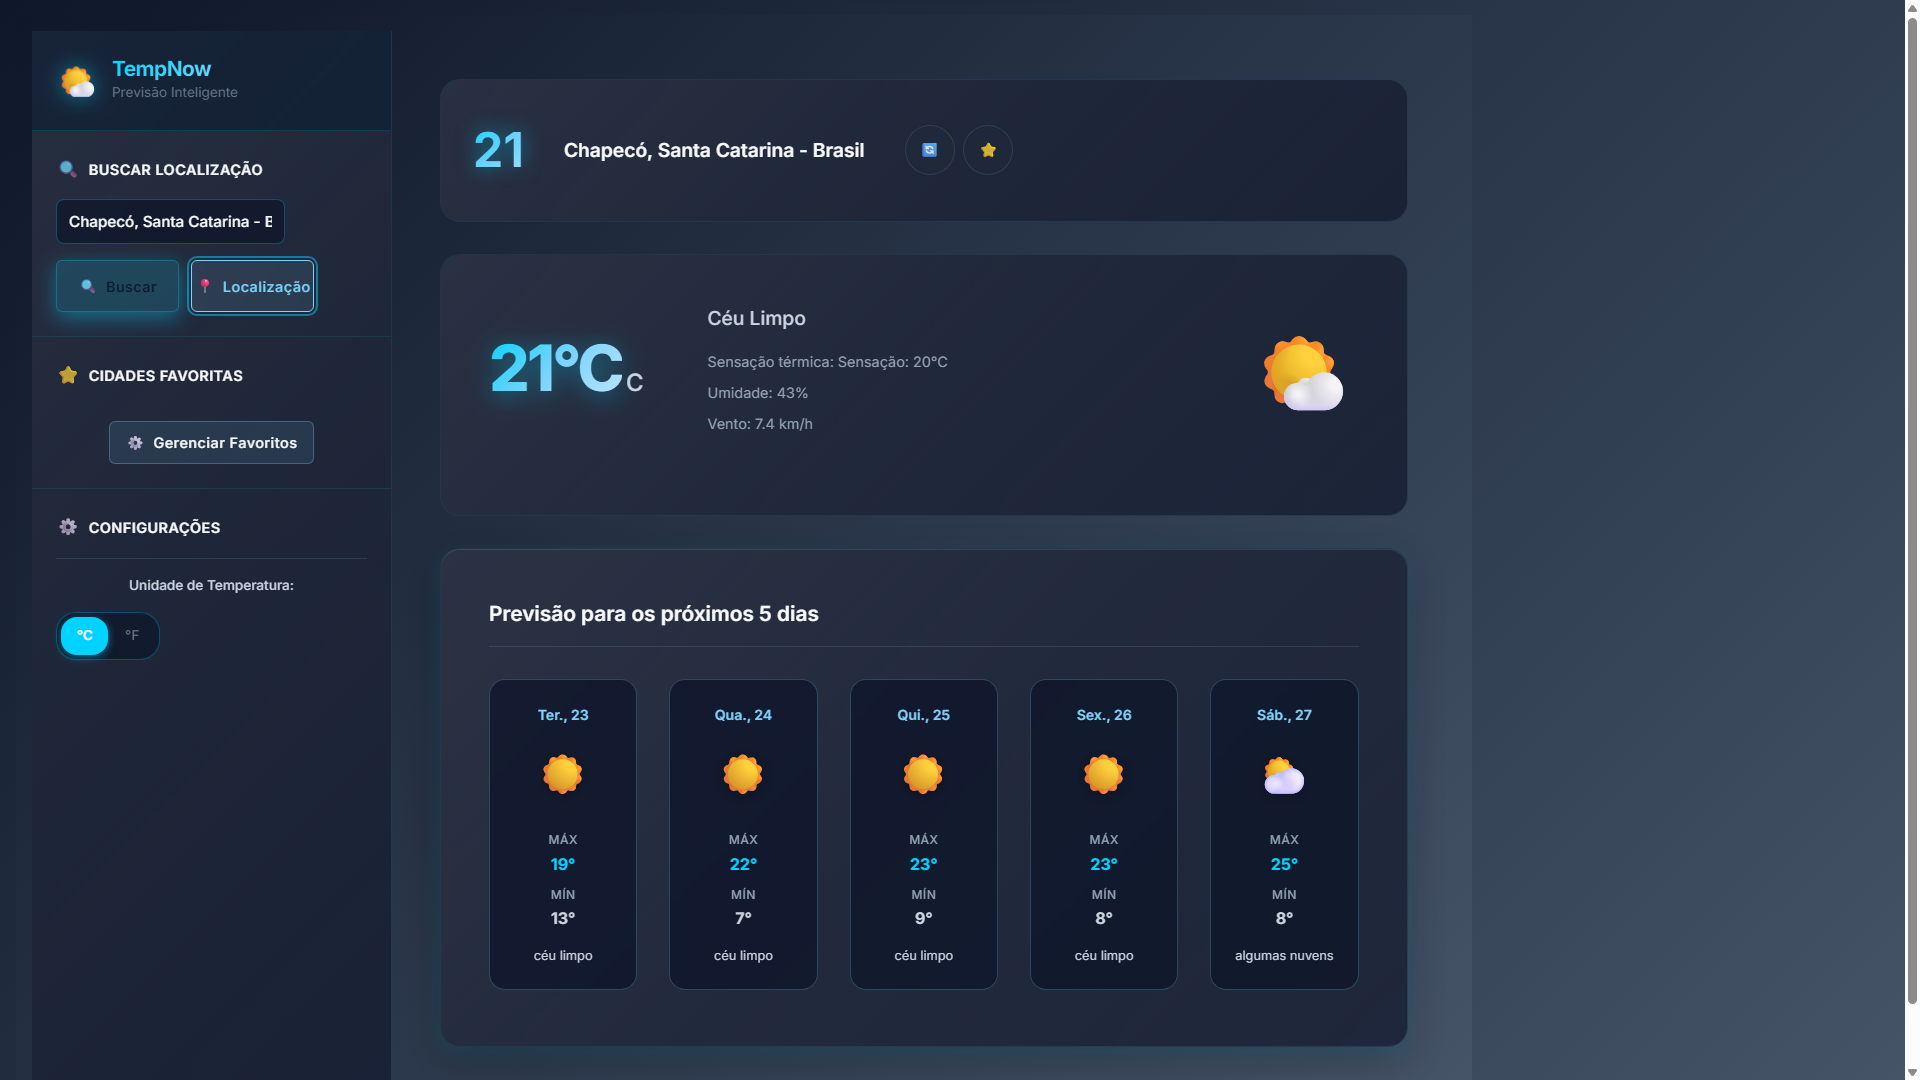 TempNow
Previsão Inteligente
BUSCAR LOCALIZAÇÃO
Chapecó, Santa Catarina - B
Buscar
Localização
CIDADES FAVORITAS
Gerenciar Favoritos
CONFIGURAÇÕES
Unidade de Temperatura:
°C °F
21 Chapecó, Santa Catarina - Brasil
21°C C
Céu Limpo
Sensação térmica: Sensação: 20°C
Umidade: 43%
Vento: 7.4 km/h
Previsão para os próximos 5 dias
Ter., 23
MÁX
19°
MÍN
13°
céu limpo
Qua., 24
MÁX
22°
MÍN
7°
céu limpo
Qui., 25
MÁX
23°
MÍN
9°
céu limpo
Sex., 26
MÁX
23°
MÍN
8°
céu limpo
Sáb., 27
MÁX
25°
MÍN
8°
algumas nuvens